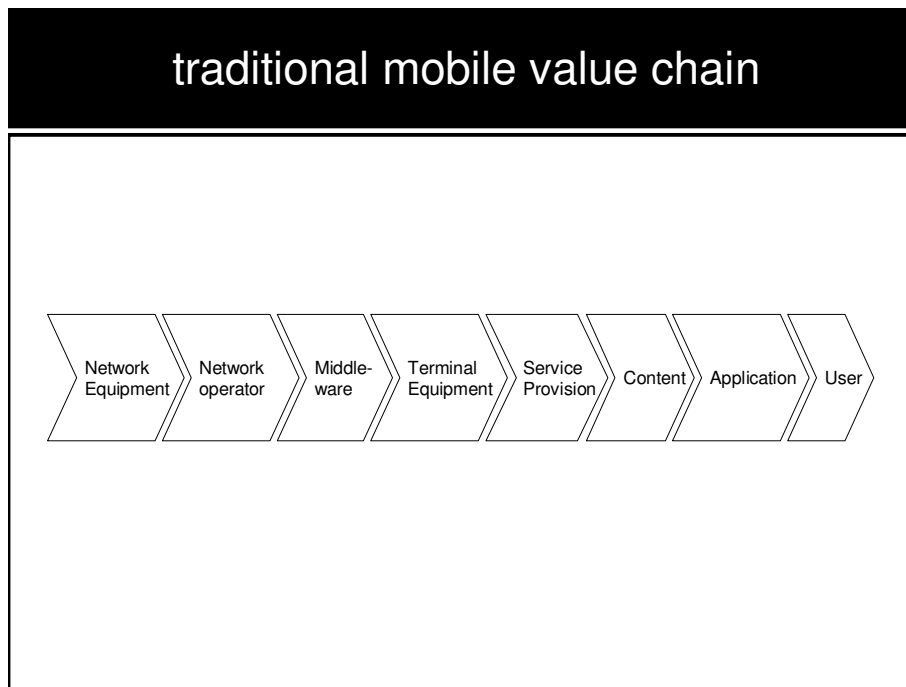 traditional mobile value chain
Network
Equipment
Network
operator
Middle-
ware
Terminal
Equipment
Service
Provision
Content
Application
User